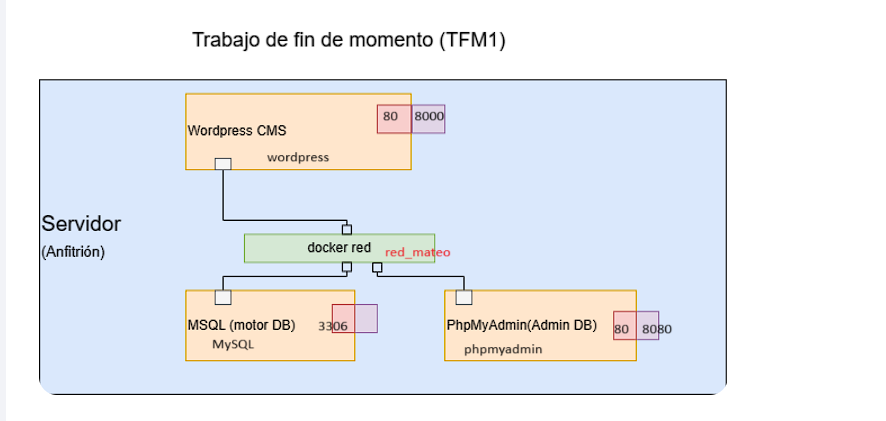 Trabajo de fin de momento (TFM1)
80 8000
Wordpress CMS
wordpress
Servidor
(Anfitrión)
docker red red_mateo
MSQL (motor DB) 3306
MySQL
PhpMyAdmin(Admin DB) 80 8080
phpmyadmin